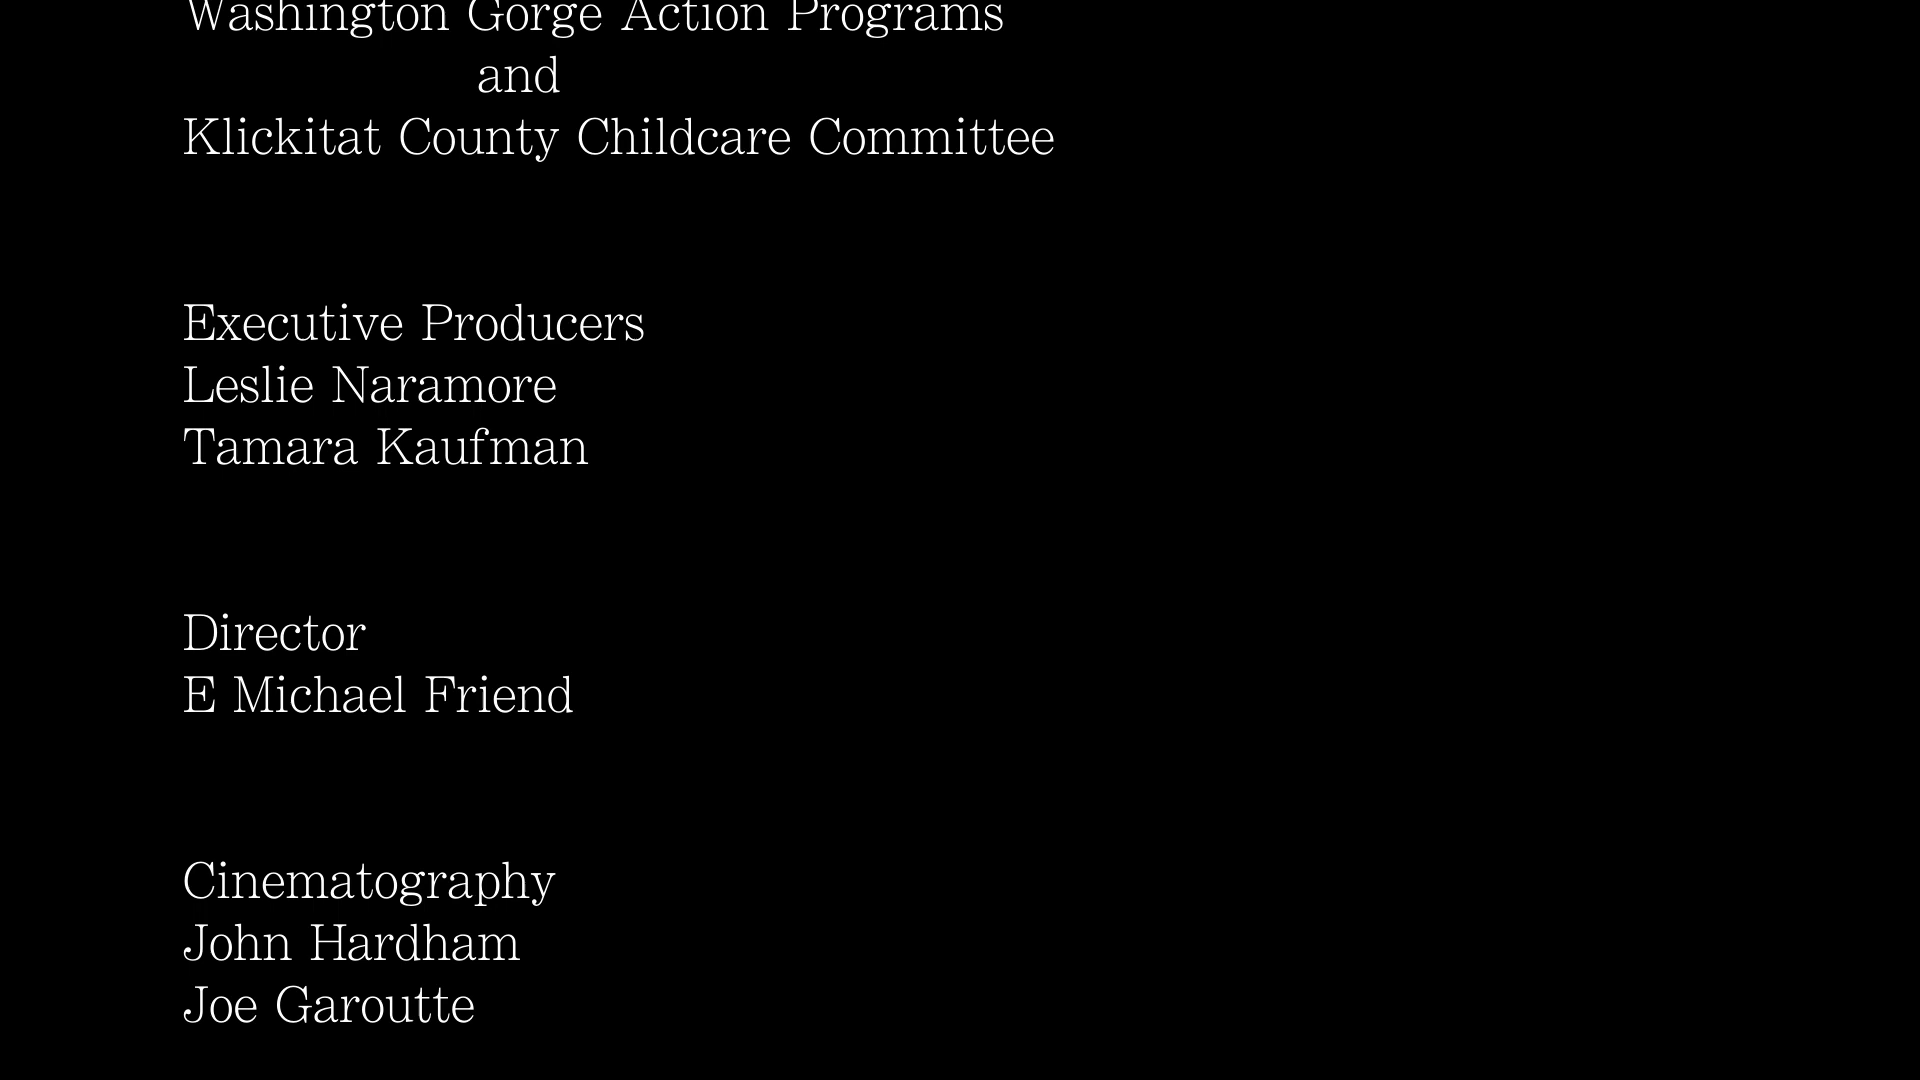 Washington Gorge Action Programs
and
Klickitat County Childcare Committee
Executive Producers
Leslie Naramore
Tamara Kaufman
Director
E Michael Friend
Cinematography
John Hardham
Joe Garoutte